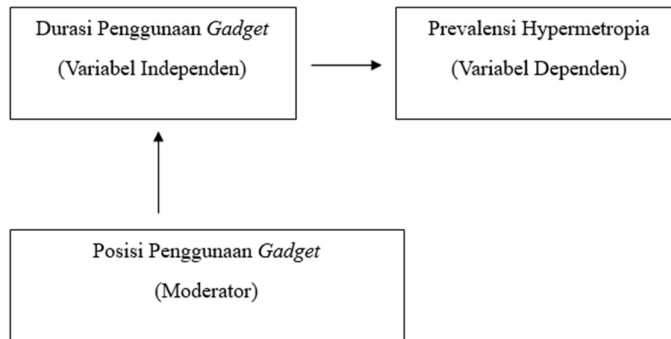 Durasi Penggunaan Gadget
(Variabel Independen)
Prevalensi Hypermetropia
(Variabel Dependen)
Posisi Penggunaan Gadget
(Moderator)